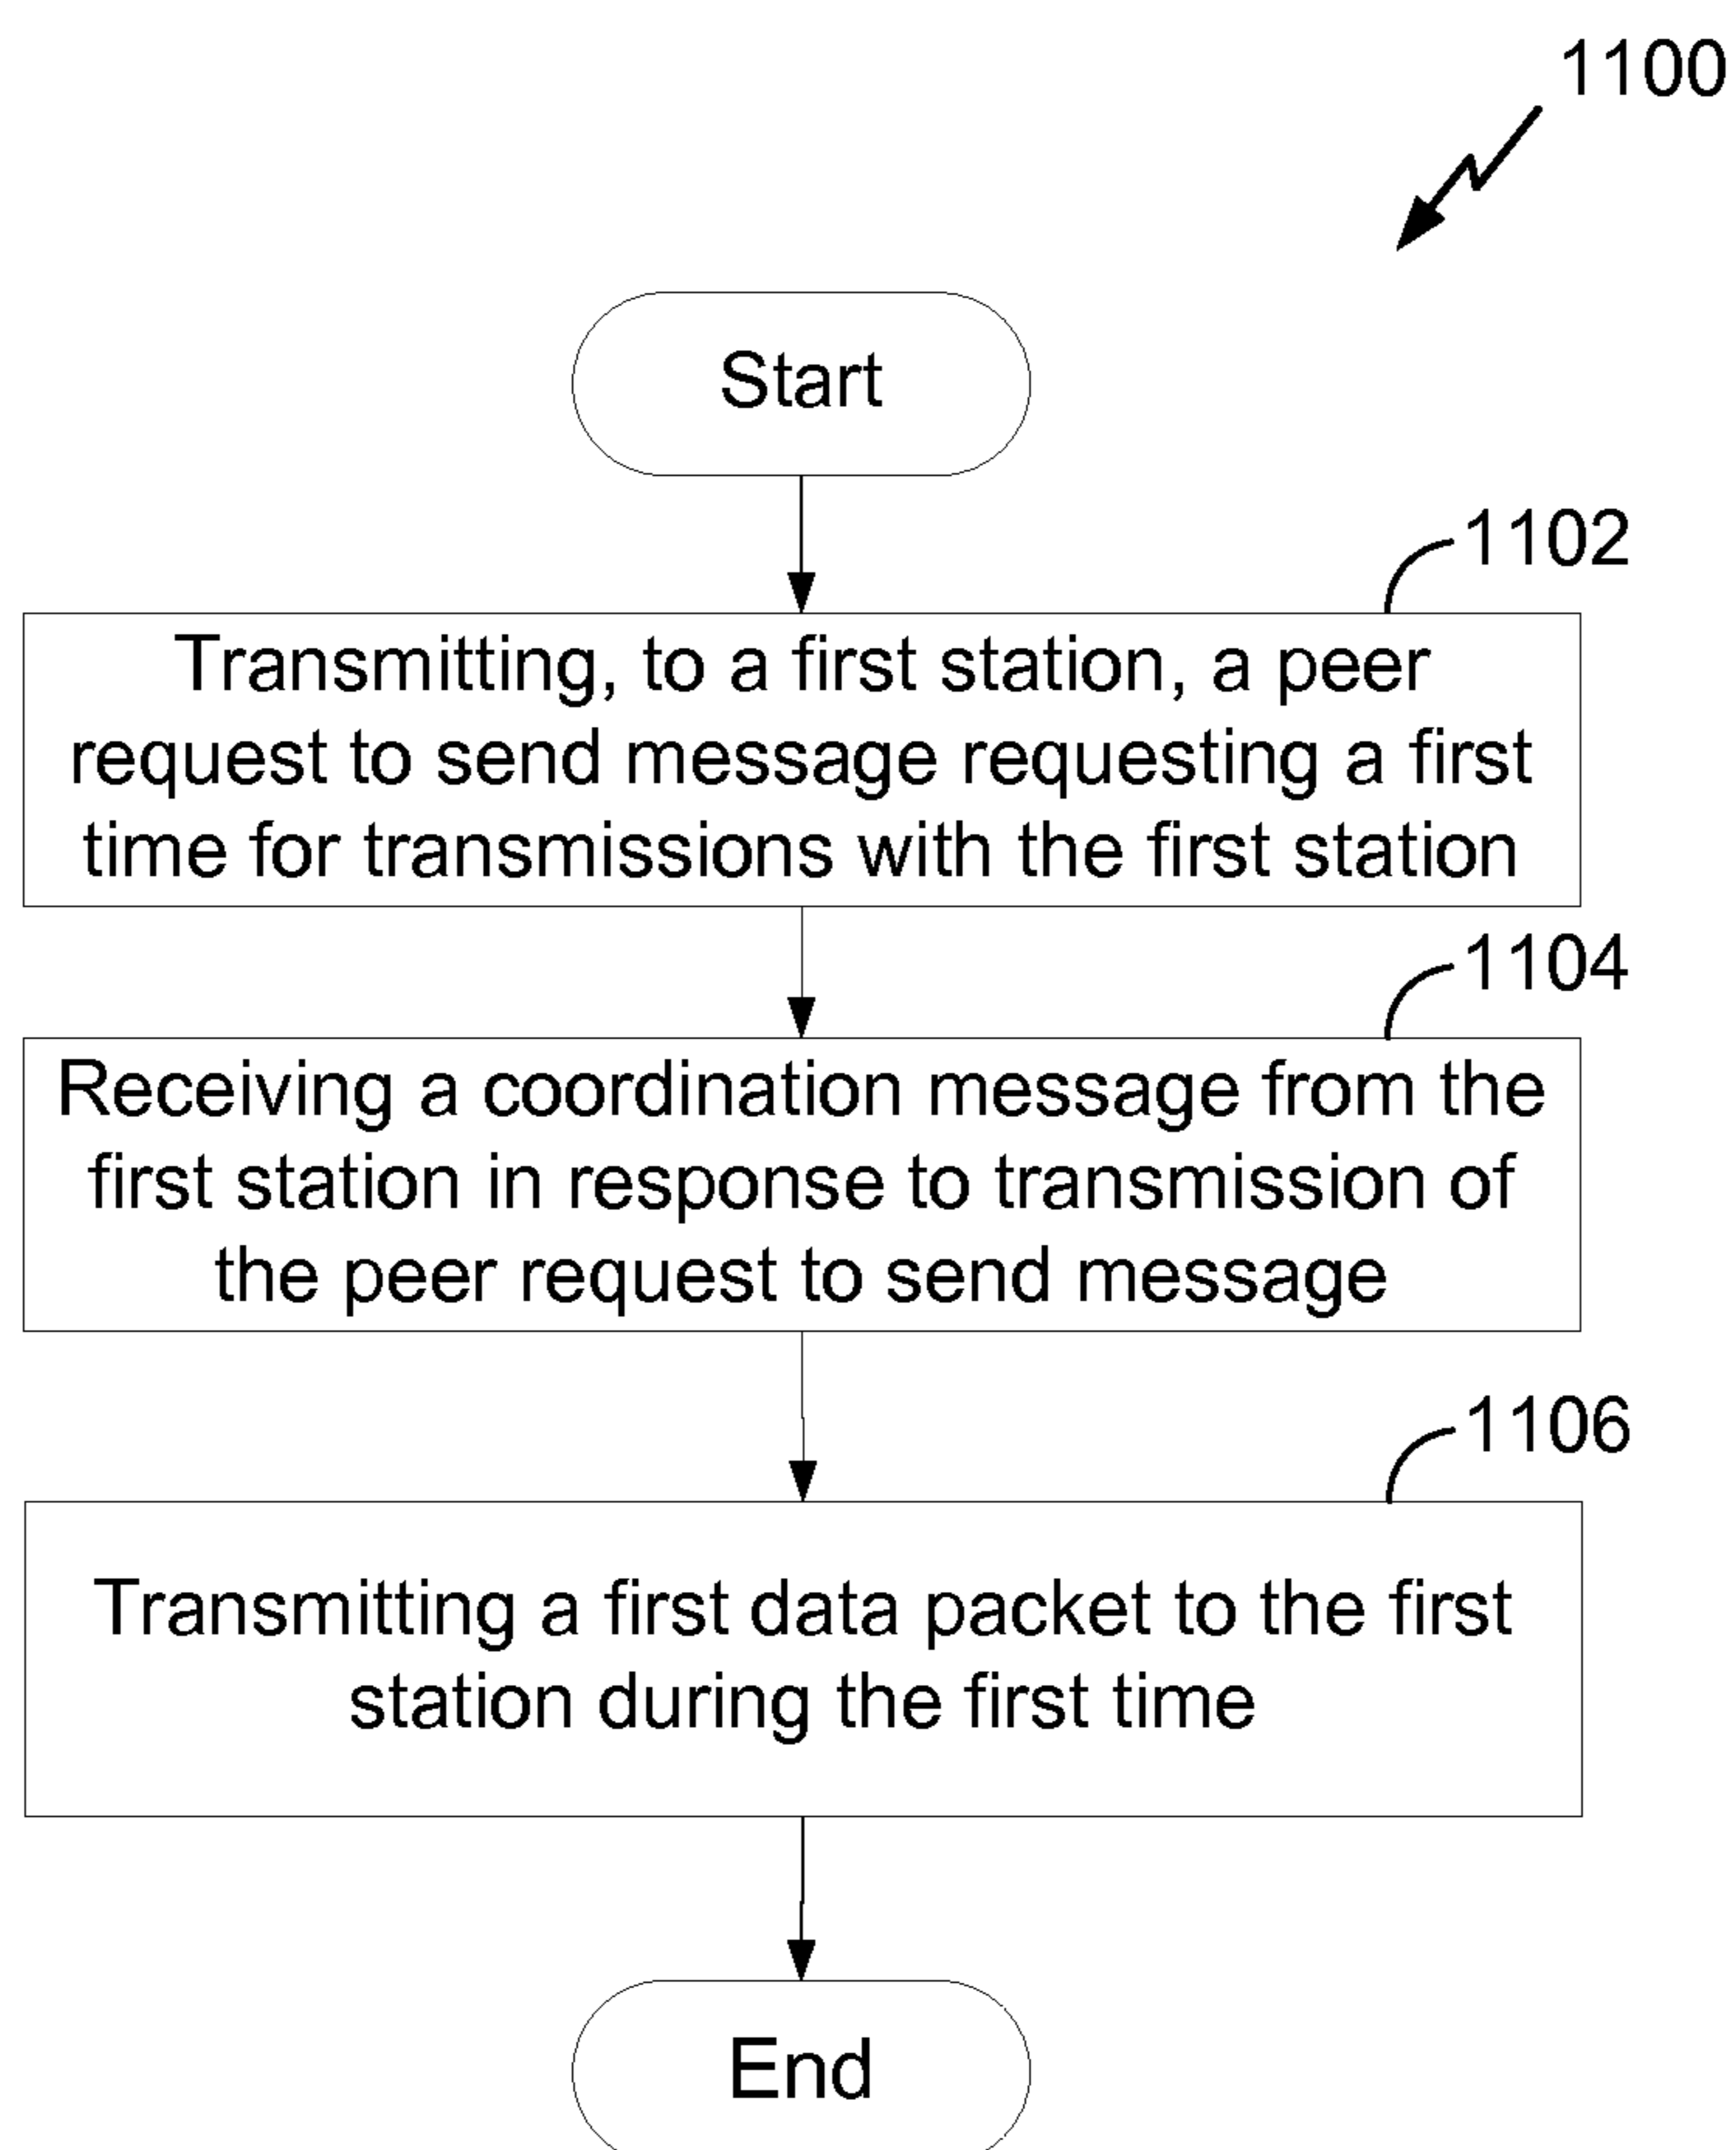 1100
Start
1102
Transmitting, to a first station, a peer
request to send message requesting a first
time for transmissions with the first station
1104
Receiving a coordination message from the
first station in response to transmission of
the peer request to send message
1106
Transmitting a first data packet to the first
station during the first time
End